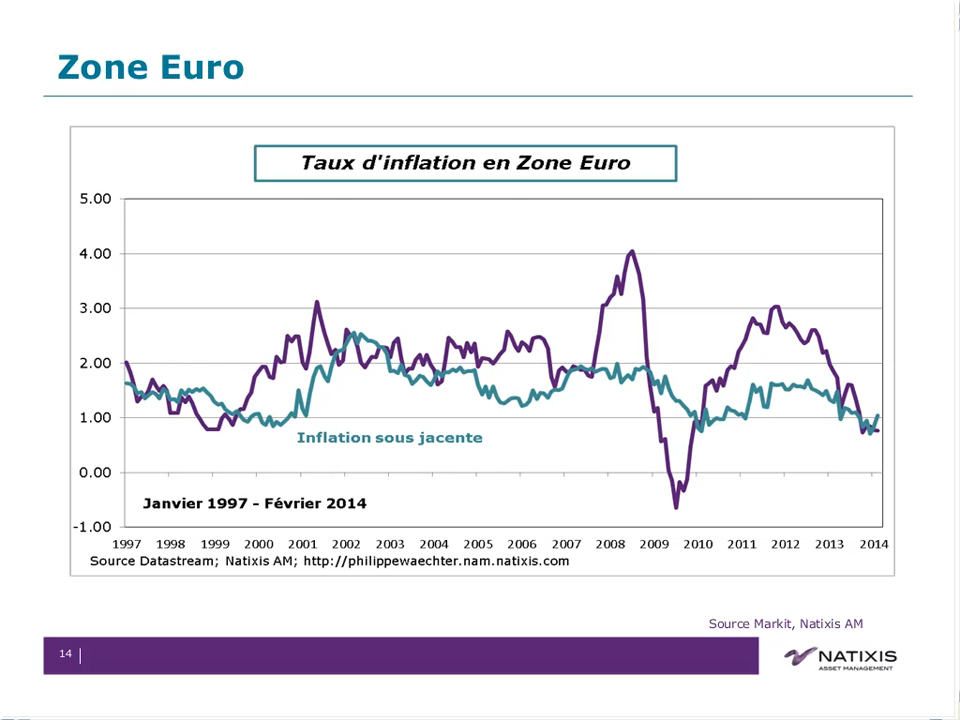 Zone Euro
Taux d'inflation en Zone Euro
5.00
4.00
3.00
2.00
1.00
Inflation sous jacente
0.00
Janvier 1997 - Février 2014
-1.00
1997 1998 1999 2000 2001 2002 2003 2004 2005 2006 2007 2008 2009 2010 2011 2012 2013 2014
Source Datastream; Natixis AM; http://philippewaechter.nam.natixis.com
Source Markit, Natixis AM
14
NATIXIS
ASSET MANAGEMENT